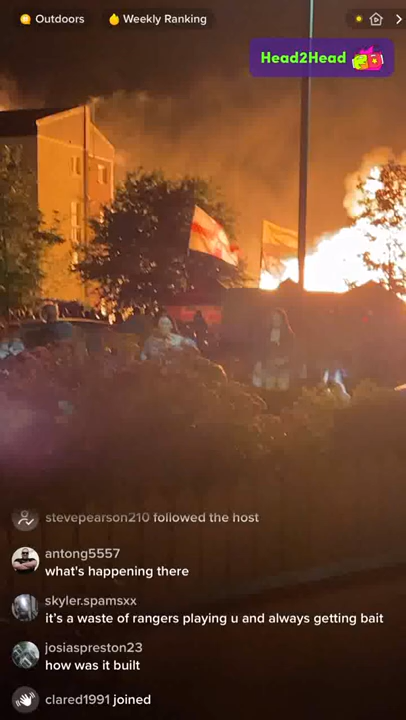 Outdoors
Weekly Ranking
Head2Head
stevepearson210 followed the host
antong5557
what's happening there
skyler.spamsxx
it's a waste of rangers playing u and always getting bait
josiaspreston23
how was it built
clared1991 joined